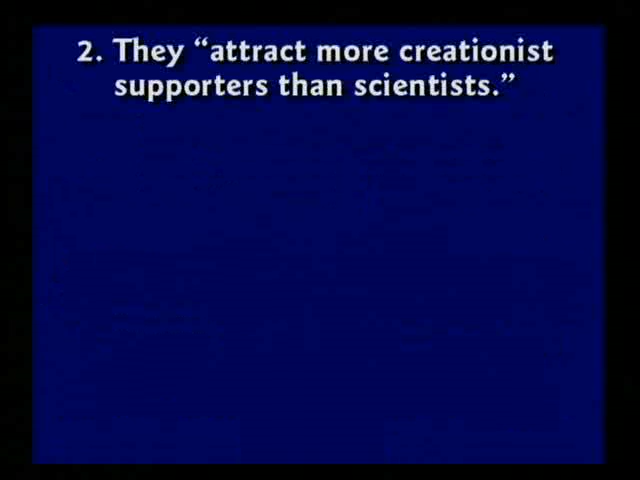 2. They “attract more creationist
supporters than scientists.”